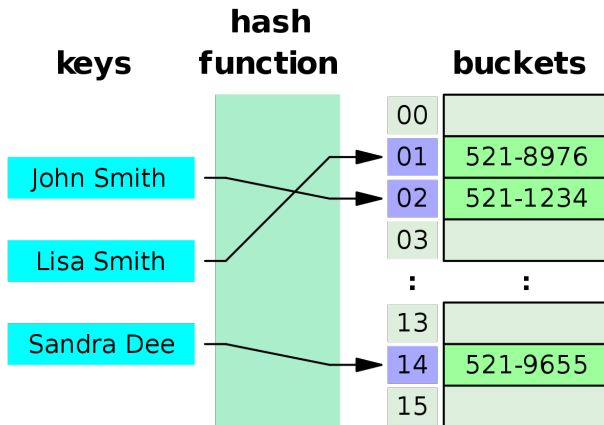 hash
keys function buckets
00
01 521-8976
John Smith
02 521-1234
03
Lisa Smith
: :
13
Sandra Dee
14 521-9655
15